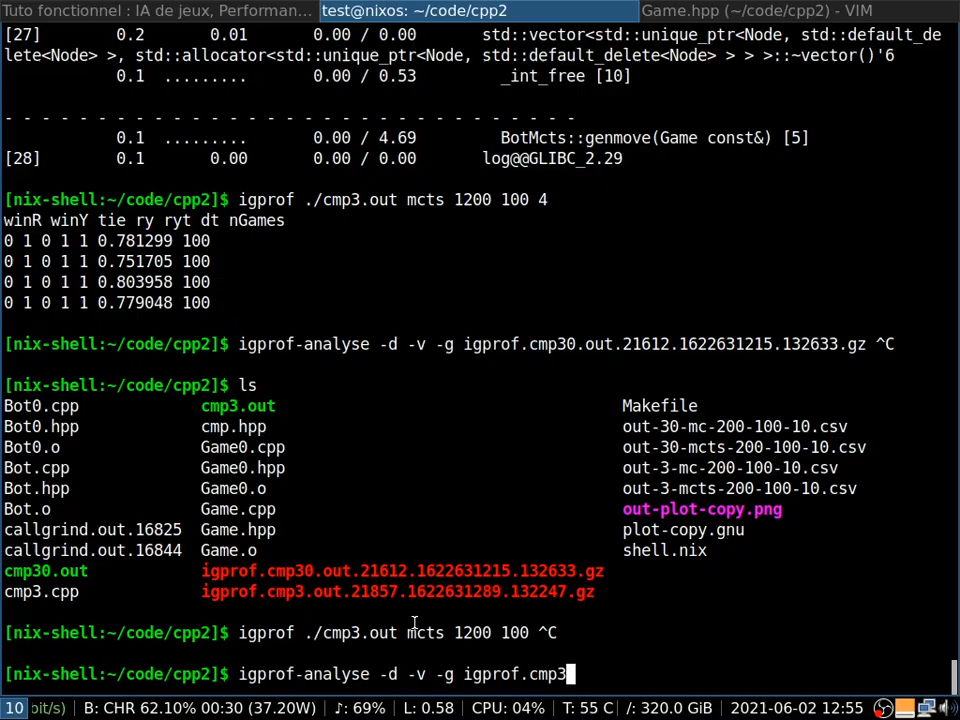 Tuto fonctionnel : IA de jeux, Performan... test@nixos: ~/code/cpp2 Game.hpp (~/code/cpp2) - VIM
[27] 0.2 0.01 0.00 / 0.00 std::vector<std::unique_ptr<Node, std::default_de
lete<Node> >, std::allocator<std::unique_ptr<Node, std::default_delete<Node> > > >::~vector()'6
0.1 ......... 0.00 / 0.53 _int_free [10]
- - - - - - - - - - - - - - - - - - - - - - - - - - - - - - - -
0.1 ......... 0.00 / 4.69 BotMcts::genmove(Game const&) [5]
[28] 0.1 0.00 0.00 / 0.00 log@@GLIBC_2.29
[nix-shell:~/code/cpp2]$ igprof ./cmp3.out mcts 1200 100 4
winR winY tie ry ryt dt nGames
0 1 0 1 1 0.781299 100
0 1 0 1 1 0.751705 100
0 1 0 1 1 0.803958 100
0 1 0 1 1 0.779048 100
[nix-shell:~/code/cpp2]$ igprof-analyse -d -v -g igprof.cmp30.out.21612.1622631215.132633.gz ^C
[nix-shell:~/code/cpp2]$ ls
Bot0.cpp cmp3.out Makefile
Bot0.hpp cmp.hpp out-30-mc-200-100-10.csv
Bot0.o Game0.cpp out-30-mcts-200-100-10.csv
Bot.cpp Game0.hpp out-3-mc-200-100-10.csv
Bot.hpp Game0.o out-3-mcts-200-100-10.csv
Bot.o Game.cpp out-plot-copy.png
callgrind.out.16825 Game.hpp plot-copy.gnu
callgrind.out.16844 Game.o shell.nix
cmp30.out igprof.cmp30.out.21612.1622631215.132633.gz
cmp3.cpp igprof.cmp3.out.21857.1622631289.132247.gz
[nix-shell:~/code/cpp2]$ igprof ./cmp3.out mcts 1200 100 ^C
[nix-shell:~/code/cpp2]$ igprof-analyse -d -v -g igprof.cmp3
10 bit/s) | B: CHR 62.10% 00:30 (37.20W) | ♪: 69% | L: 0.58 | CPU: 04% | T: 55 C | /: 320.0 GiB | 2021-06-02 12:55